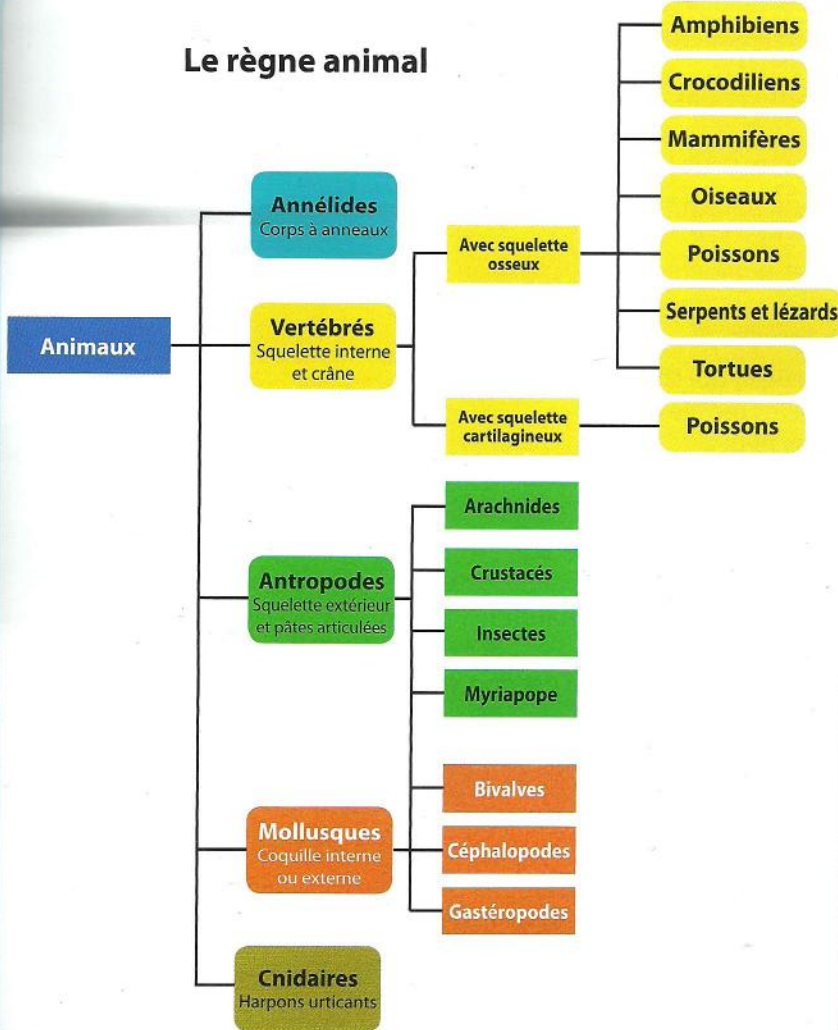 Le règne animal
Animaux
Annélides
Corps à anneaux
Vertébrés
Squelette interne
et crâne
Avec squelette
osseux
Amphibiens
Crocodiliens
Mammifères
Oiseaux
Poissons
Serpents et lézards
Tortues
Avec squelette
cartilagineux
Poissons
Antropodes
Squelette extérieur
et pâtes articulées
Arachnides
Crustacés
Insectes
Myriapope
Mollusques
Coquille interne
ou externe
Bivalves
Céphalopodes
Gastéropodes
Cnidaires
Harpons urticants